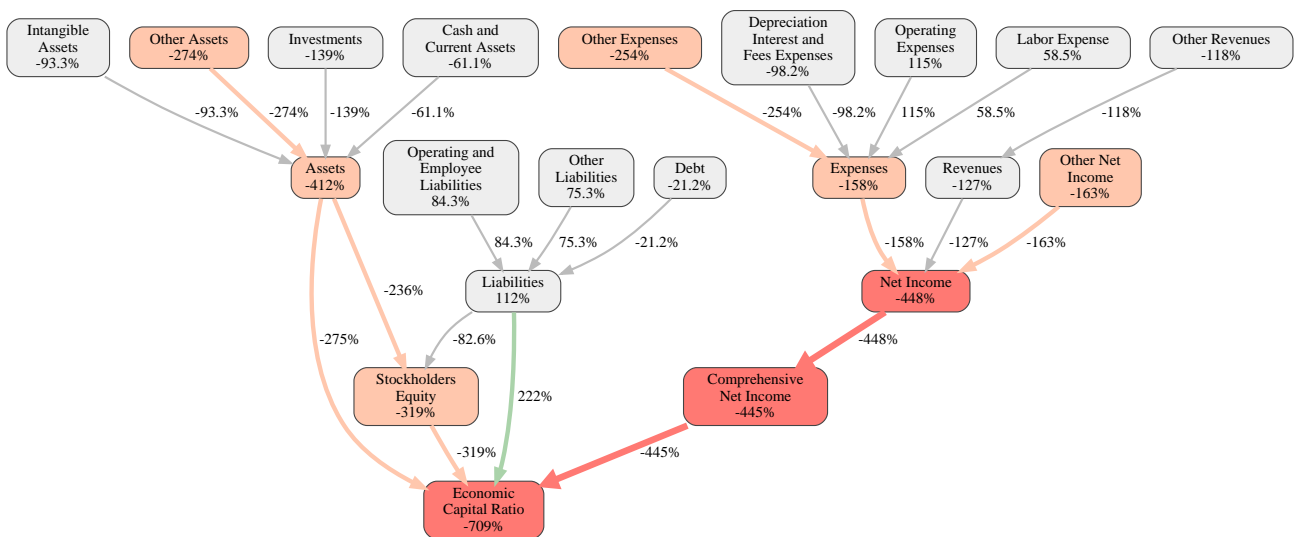 Intangible
Assets
-93.3%
Other Assets
-274%
Investments
-139%
Cash and
Current Assets
-61.1%
Other Expenses
-254%
Depreciation
Interest and
Fees Expenses
-98.2%
Operating
Expenses
115%
Labor Expense
58.5%
Other Revenues
-118%
-93.3%
-274%
-139%
-61.1%
-254%
-98.2%
115%
58.5%
-118%
Assets
-412%
Operating and
Employee
Liabilities
84.3%
Other
Liabilities
75.3%
Debt
-21.2%
Expenses
-158%
Revenues
-127%
Other Net
Income
-163%
84.3%
75.3%
-21.2%
-158%
-127%
-163%
-236%
Liabilities
112%
Net Income
-448%
-275%
-82.6%
-448%
Stockholders
Equity
-319%
222%
Comprehensive
Net Income
-445%
-319%
-445%
Economic
Capital Ratio
-709%